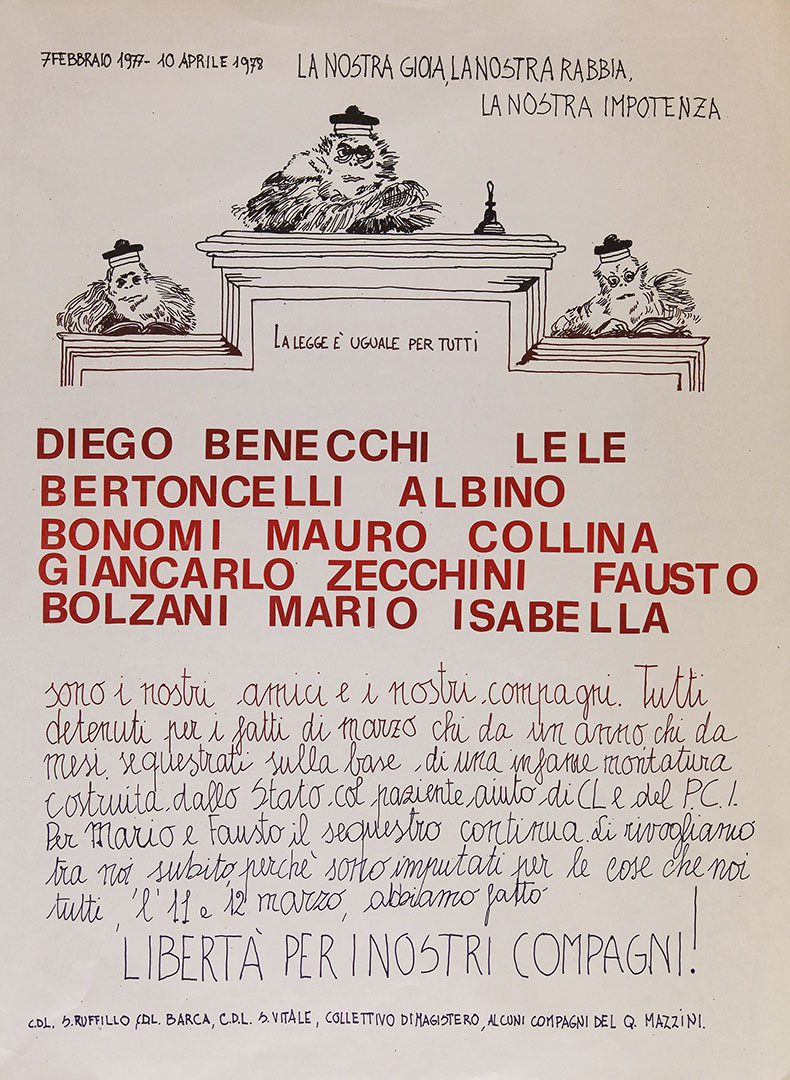 7 FEBBRAIO 1977 - 10 APRILE 1978
LA NOSTRA GIOIA, LA NOSTRA RABBIA,
LA NOSTRA IMPOTENZA
LA LEGGE E' UGUALE PER TUTTI
DIEGO BENECCHI LELE
BERTONCELLI ALBINO
BONOMI MAURO COLLINA
GIANCARLO ZECCHINI FAUSTO
BOLZANI MARIO ISABELLA
sono i nostri amici e i nostri compagni. Tutti
detenuti per i fatti di marzo chi da un anno, chi da
mesi, sequestrati sulla base di una infame montatura
costruita dallo Stato col paziente aiuto di CL e del P.C.I.
Per Mario e Fausto il sequestro continua. Li rivogliamo
tra noi, subito, perchè sono imputati per le cose che noi
tutti, l'11 e 12 marzo, abbiamo fatto
LIBERTÀ PER I NOSTRI COMPAGNI!
C.D.L. S. RUFFILLO, C.D.L. BARCA, C.D.L. S. VITALE, COLLETTIVO DI MAGISTERO, ALCUNI COMPAGNI DEL Q. MAZZINI.